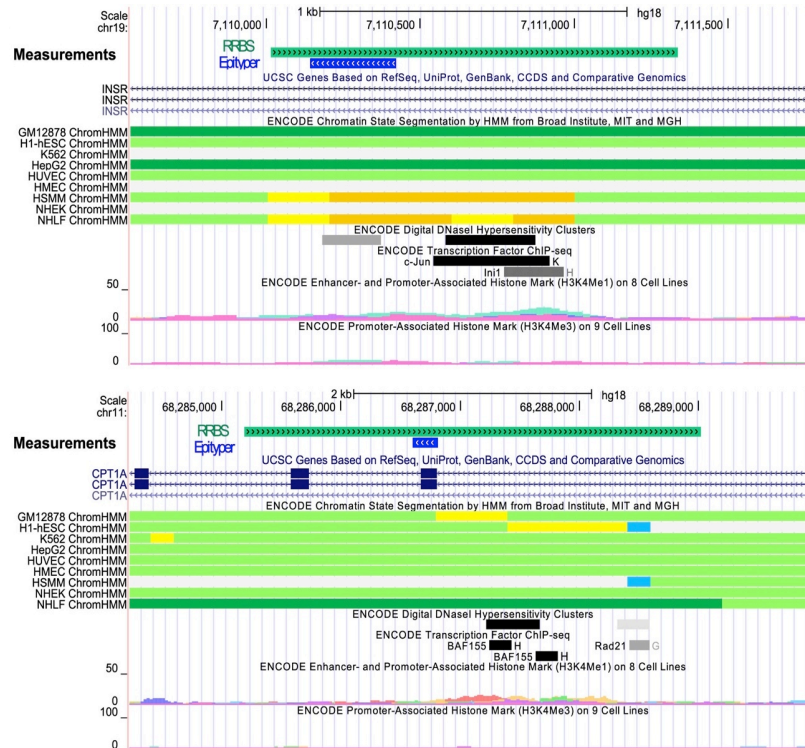 Scale 1 kb hg18
chr19: 7,110,000 7,110,500 7,111,000 7,111,500
Measurements
RRBS
Epityper
UCSC Genes Based on RefSeq, UniProt, GenBank, CCDS and Comparative Genomics
INSR
INSR
INSR
ENCODE Chromatin State Segmentation by HMM from Broad Institute, MIT and MGH
GM12878 ChromHMM
H1-hESC ChromHMM
K562 ChromHMM
HepG2 ChromHMM
HUVEC ChromHMM
HMEC ChromHMM
HSMM ChromHMM
NHEK ChromHMM
NHLF ChromHMM
ENCODE Digital DNaseI Hypersensitivity Clusters
ENCODE Transcription Factor ChIP-seq
c-Jun K
Ini1 H
ENCODE Enhancer- and Promoter-Associated Histone Mark (H3K4Me1) on 8 Cell Lines
50
0
ENCODE Promoter-Associated Histone Mark (H3K4Me3) on 9 Cell Lines
100
0
Scale 2 kb hg18
chr11: 68,285,000 68,286,000 68,287,000 68,288,000 68,289,000
Measurements
RRBS
Epityper
UCSC Genes Based on RefSeq, UniProt, GenBank, CCDS and Comparative Genomics
CPT1A
CPT1A
CPT1A
ENCODE Chromatin State Segmentation by HMM from Broad Institute, MIT and MGH
GM12878 ChromHMM
H1-hESC ChromHMM
K562 ChromHMM
HepG2 ChromHMM
HUVEC ChromHMM
HMEC ChromHMM
HSMM ChromHMM
NHEK ChromHMM
NHLF ChromHMM
ENCODE Digital DNaseI Hypersensitivity Clusters
ENCODE Transcription Factor ChIP-seq
BAF155 H Rad21 G
BAF155 H
ENCODE Enhancer- and Promoter-Associated Histone Mark (H3K4Me1) on 8 Cell Lines
50
0
ENCODE Promoter-Associated Histone Mark (H3K4Me3) on 9 Cell Lines
100
0